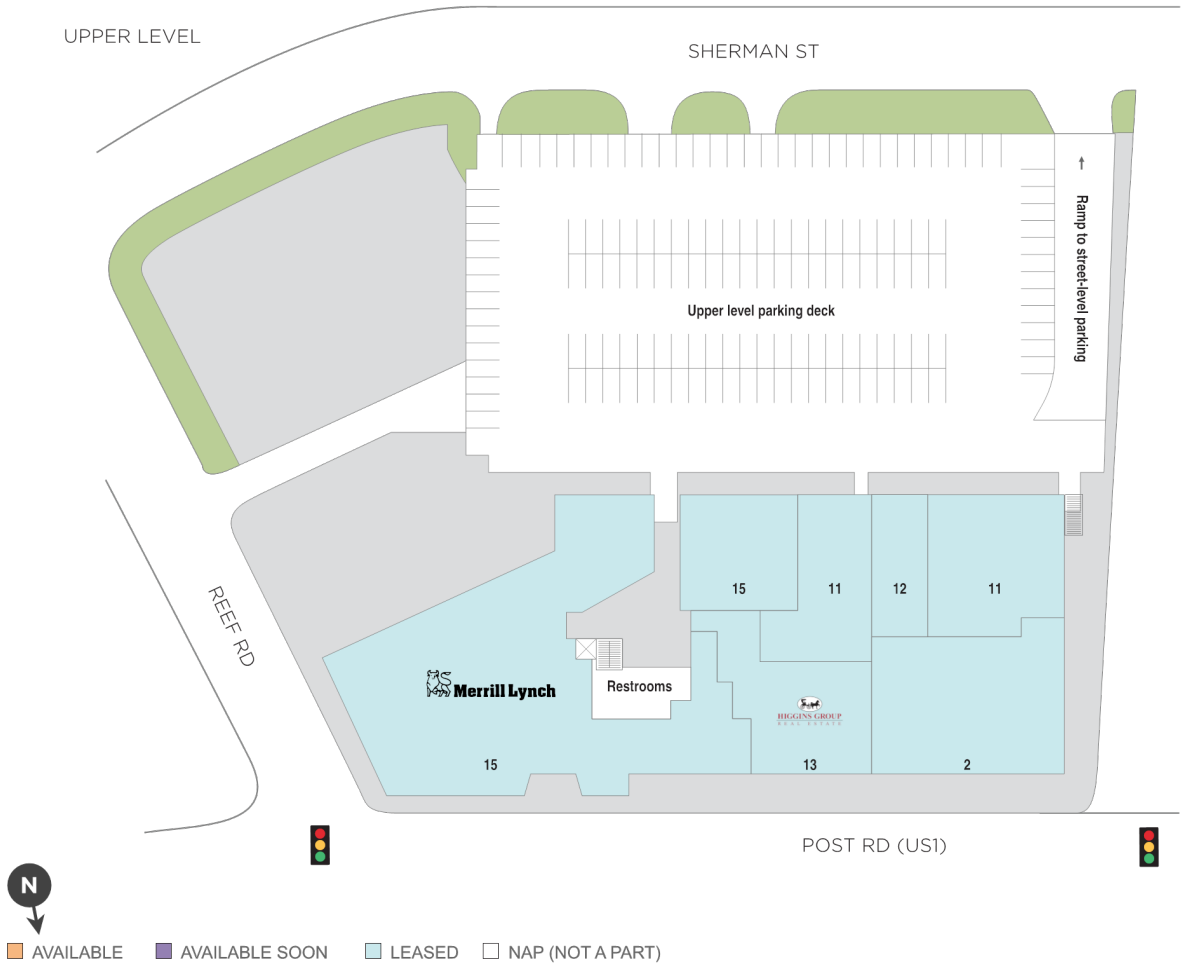 UPPER LEVEL
SHERMAN ST
Ramp to street-level parking
Upper level parking deck
REEF RD
15
11
12
11
Merrill Lynch
Restrooms
HIGGINS GROUP
REAL ESTATE
15
13
2
POST RD (US1)
N
AVAILABLE
AVAILABLE SOON
LEASED
NAP (NOT A PART)